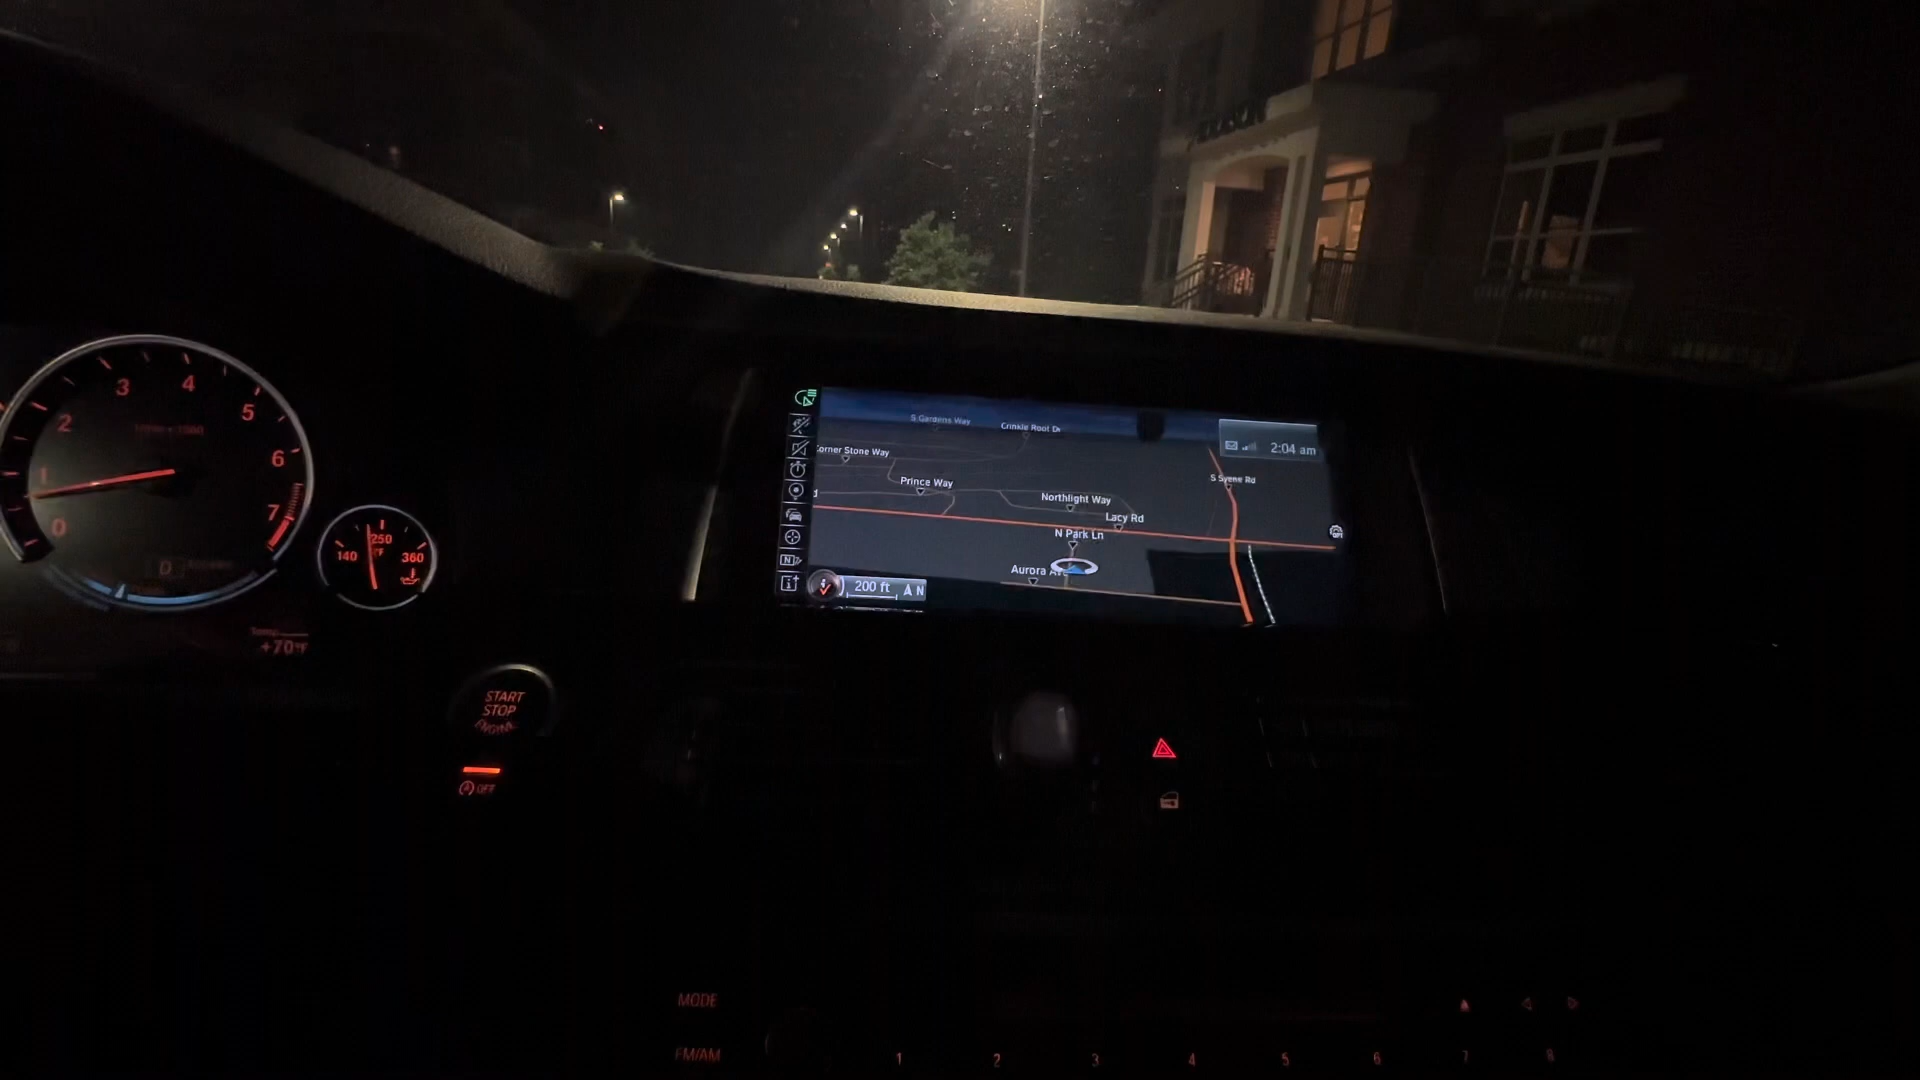 S Gardens Way
Crinkle Root Dr
2:04 am
Corner Stone Way
S Syene Rd
Prince Way
Northlight Way
Lacy Rd
N Park Ln
Aurora
200 ft
N
0
1
2
3
4
5
6
7
D
140
250
°F
360
+70°F
START
STOP
ENGINE
OFF
MODE
FM/AM
1 2 3 4 5 6 7 8